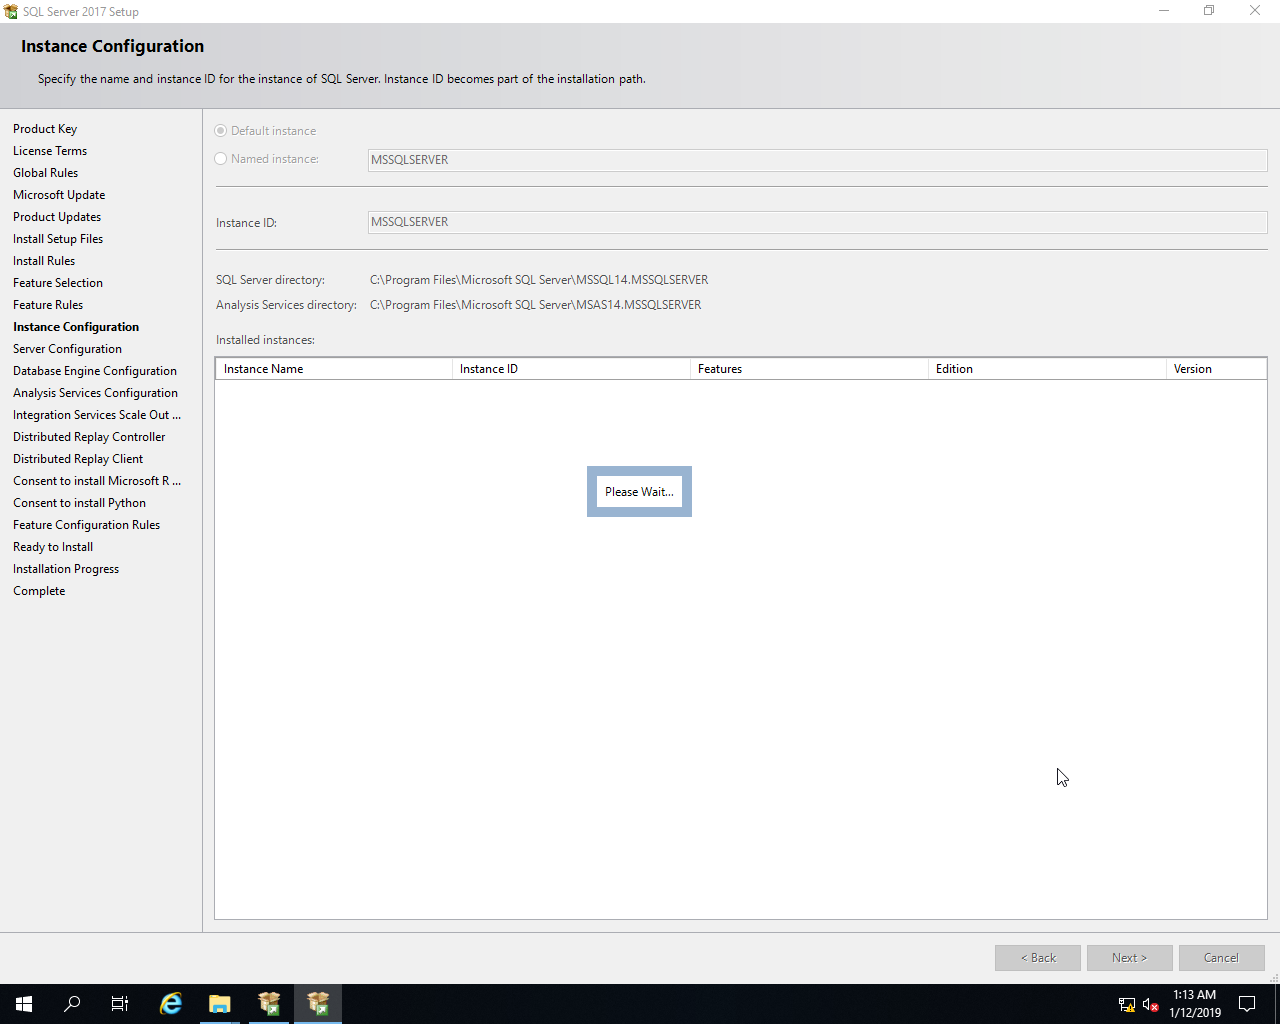 SQL Server 2017 Setup
Instance Configuration
Specify the name and instance ID for the instance of SQL Server. Instance ID becomes part of the installation path.
Product Key
License Terms
Global Rules
Microsoft Update
Product Updates
Install Setup Files
Install Rules
Feature Selection
Feature Rules
Instance Configuration
Server Configuration
Database Engine Configuration
Analysis Services Configuration
Integration Services Scale Out ...
Distributed Replay Controller
Distributed Replay Client
Consent to install Microsoft R ...
Consent to install Python
Feature Configuration Rules
Ready to Install
Installation Progress
Complete
Default instance
Named instance: MSSQLSERVER
Instance ID: MSSQLSERVER
SQL Server directory: C:\Program Files\Microsoft SQL Server\MSSQL14.MSSQLSERVER
Analysis Services directory: C:\Program Files\Microsoft SQL Server\MSAS14.MSSQLSERVER
Installed instances:
Instance Name Instance ID Features Edition Version
Please Wait...
< Back Next > Cancel
1:13 AM
1/12/2019